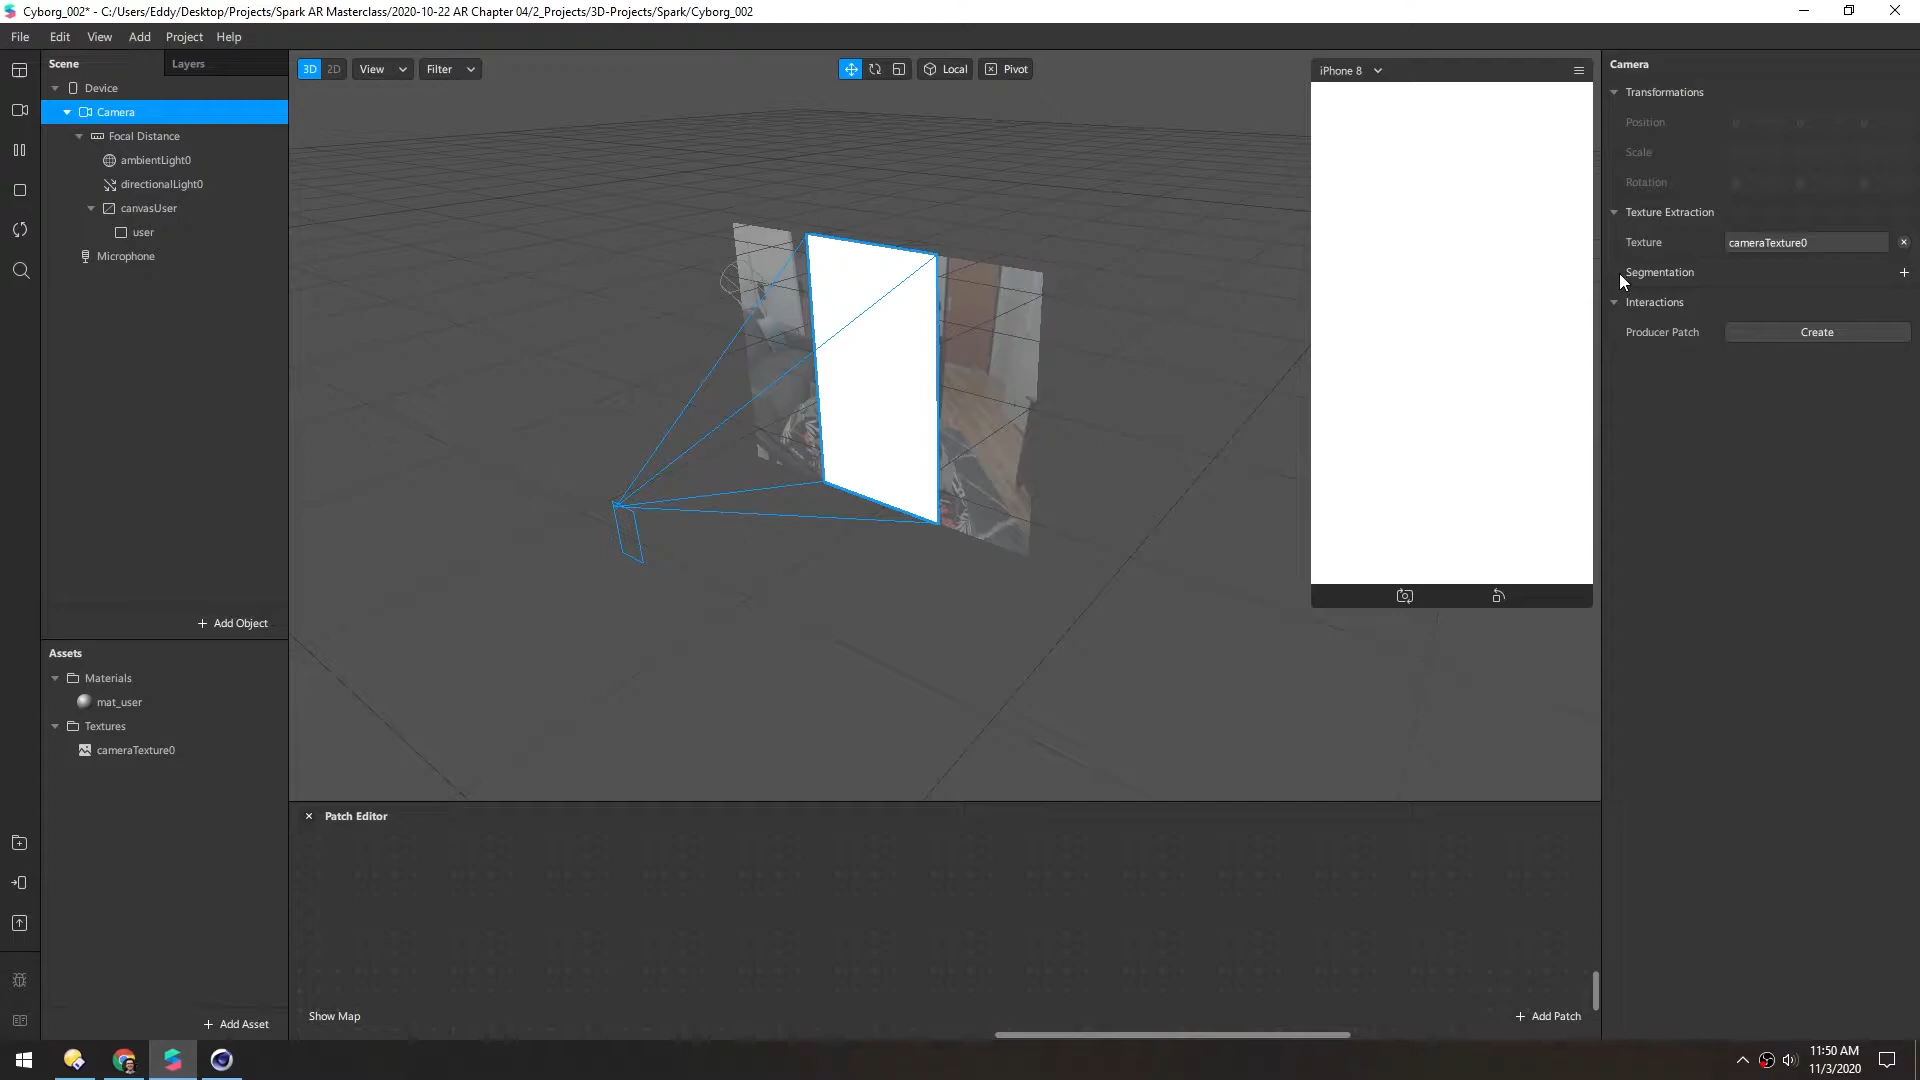 Cyborg_002* - C:/Users/Eddy/Desktop/Projects/Spark AR Masterclass/2020-10-22 AR Chapter 04/2_Projects/3D-Projects/Spark/Cyborg_002
File Edit View Add Project Help
Scene Layers
Device
Camera
Focal Distance
ambientLight0
directionalLight0
canvasUser
user
Microphone
+ Add Object
Assets
Materials
mat_user
Textures
cameraTexture0
+ Add Asset
3D 2D View Filter Local Pivot
iPhone 8
Patch Editor
Show Map
+ Add Patch
Camera
Transformations
Position
Scale
Rotation
Texture Extraction
Texture cameraTexture0
Segmentation
Interactions
Producer Patch Create
11:50 AM
11/3/2020